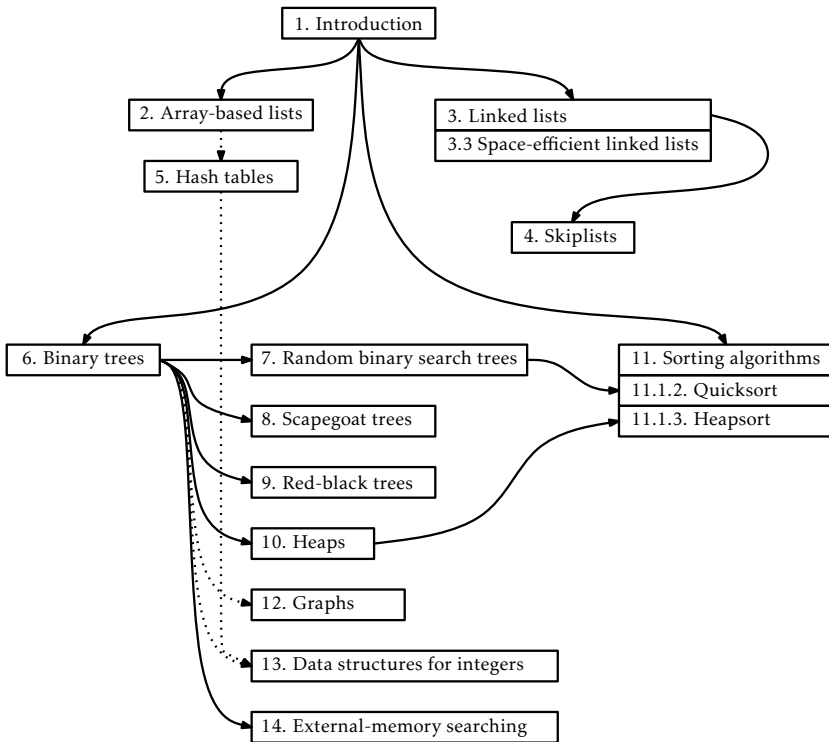 1. Introduction
2. Array-based lists
3. Linked lists
3.3 Space-efficient linked lists
5. Hash tables
4. Skiplists
6. Binary trees
7. Random binary search trees
11. Sorting algorithms
11.1.2. Quicksort
8. Scapegoat trees
11.1.3. Heapsort
9. Red-black trees
10. Heaps
12. Graphs
13. Data structures for integers
14. External-memory searching